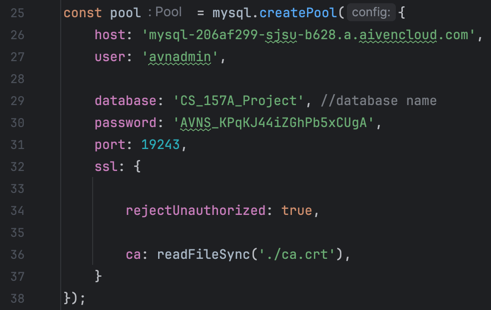 25 const pool : Pool = mysql.createPool( config: {
26 host: 'mysql-206af299-sjsu-b628.a.aivencloud.com',
27 user: 'avnadmin',
28
29 database: 'CS_157A_Project', //database name
30 password: 'AVNS_KPqKJ44iZGhPb5xCUgA',
31 port: 19243,
32 ssl: {
33
34 rejectUnauthorized: true,
35
36 ca: readFileSync('./ca.crt'),
37 }
38 });